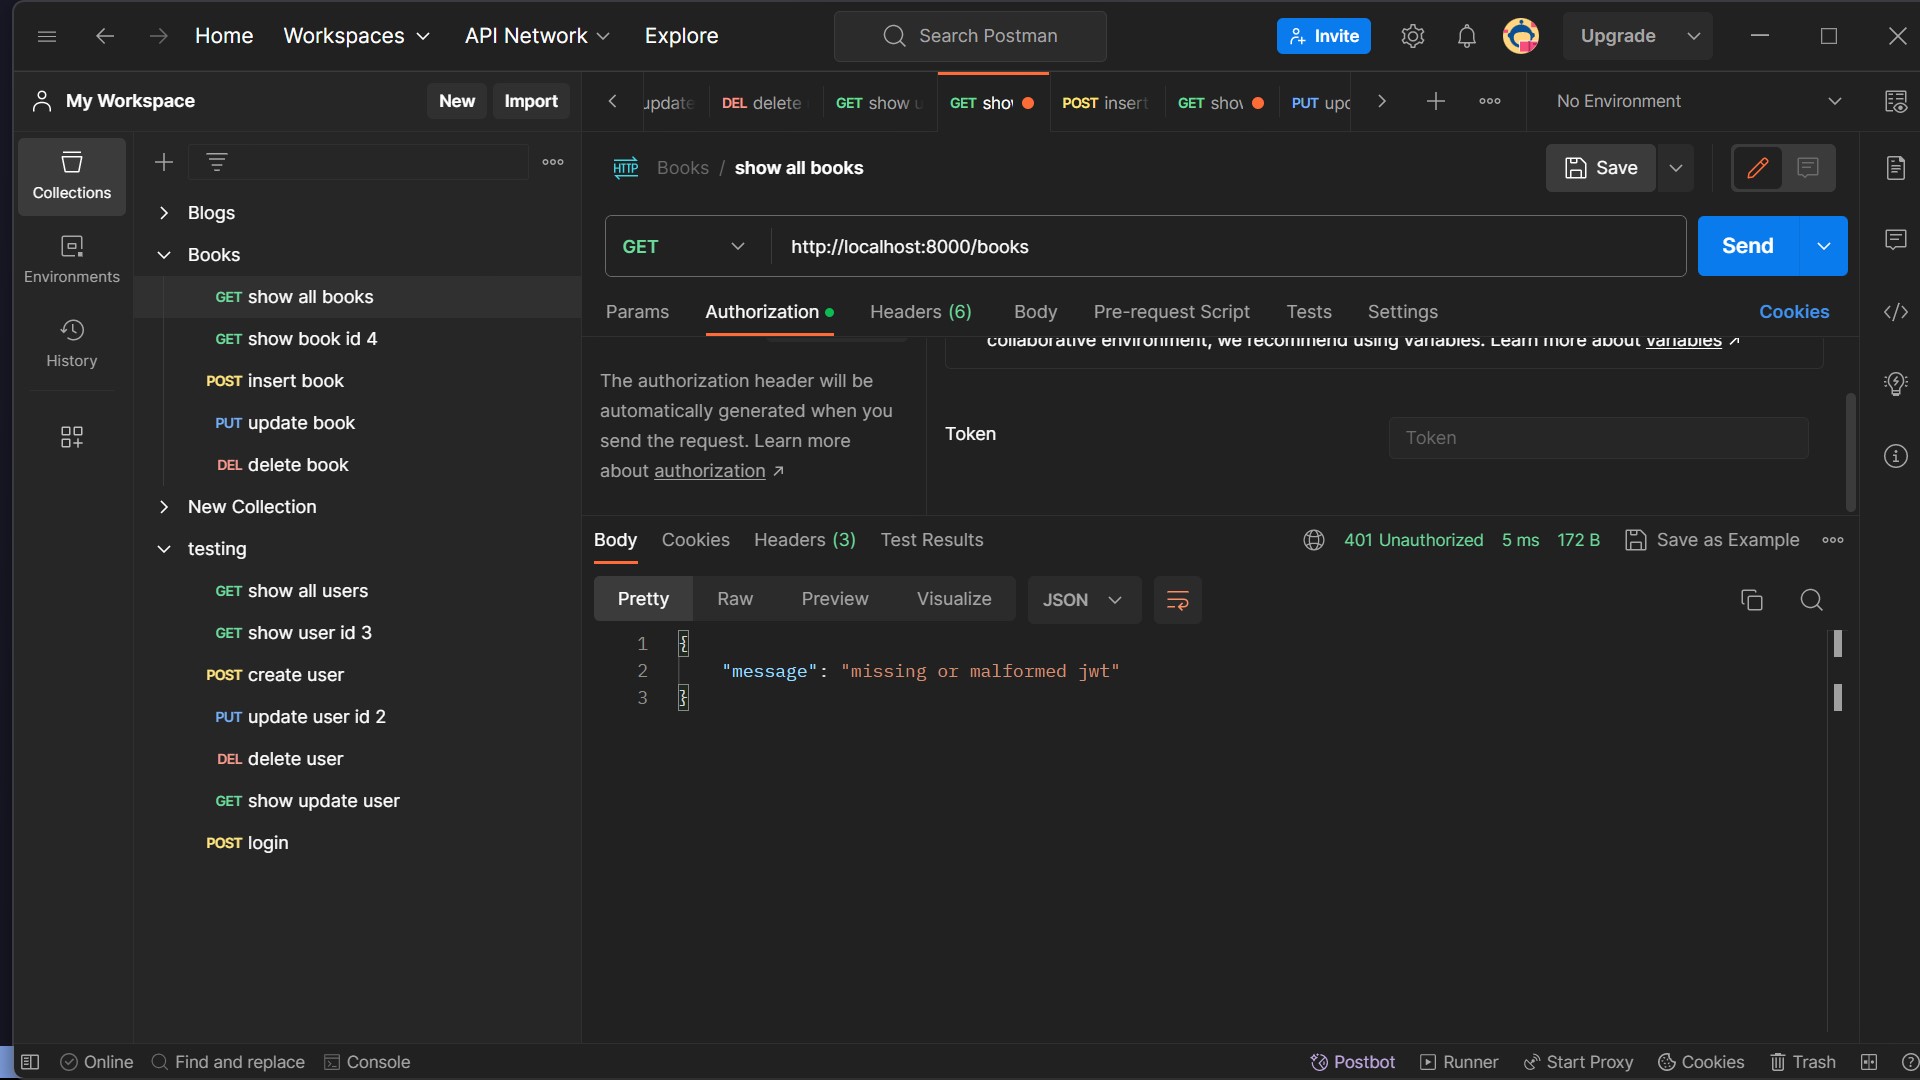 Home
Workspaces
API Network
Explore
Search Postman
Invite
Upgrade
My Workspace
New
Import
update
DEL delete
GET show u
GET sho
POST insert
GET sho
PUT upd
No Environment
Collections
Environments
History
Blogs
Books
GET show all books
GET show book id 4
POST insert book
PUT update book
DEL delete book
New Collection
testing
GET show all users
GET show user id 3
POST create user
PUT update user id 2
DEL delete user
GET show update user
POST login
HTTP
Books / show all books
Save
GET
http://localhost:8000/books
Send
Params
Authorization
Headers (6)
Body
Pre-request Script
Tests
Settings
Cookies
The authorization header will be
automatically generated when you
send the request. Learn more
about authorization ↗
collaborative environment, we recommend using variables. Learn more about variables ↗
Token
Token
Body
Cookies
Headers (3)
Test Results
401 Unauthorized
5 ms
172 B
Save as Example
Pretty
Raw
Preview
Visualize
JSON
1 {
2 "message": "missing or malformed jwt"
3 }
Online
Find and replace
Console
Postbot
Runner
Start Proxy
Cookies
Trash